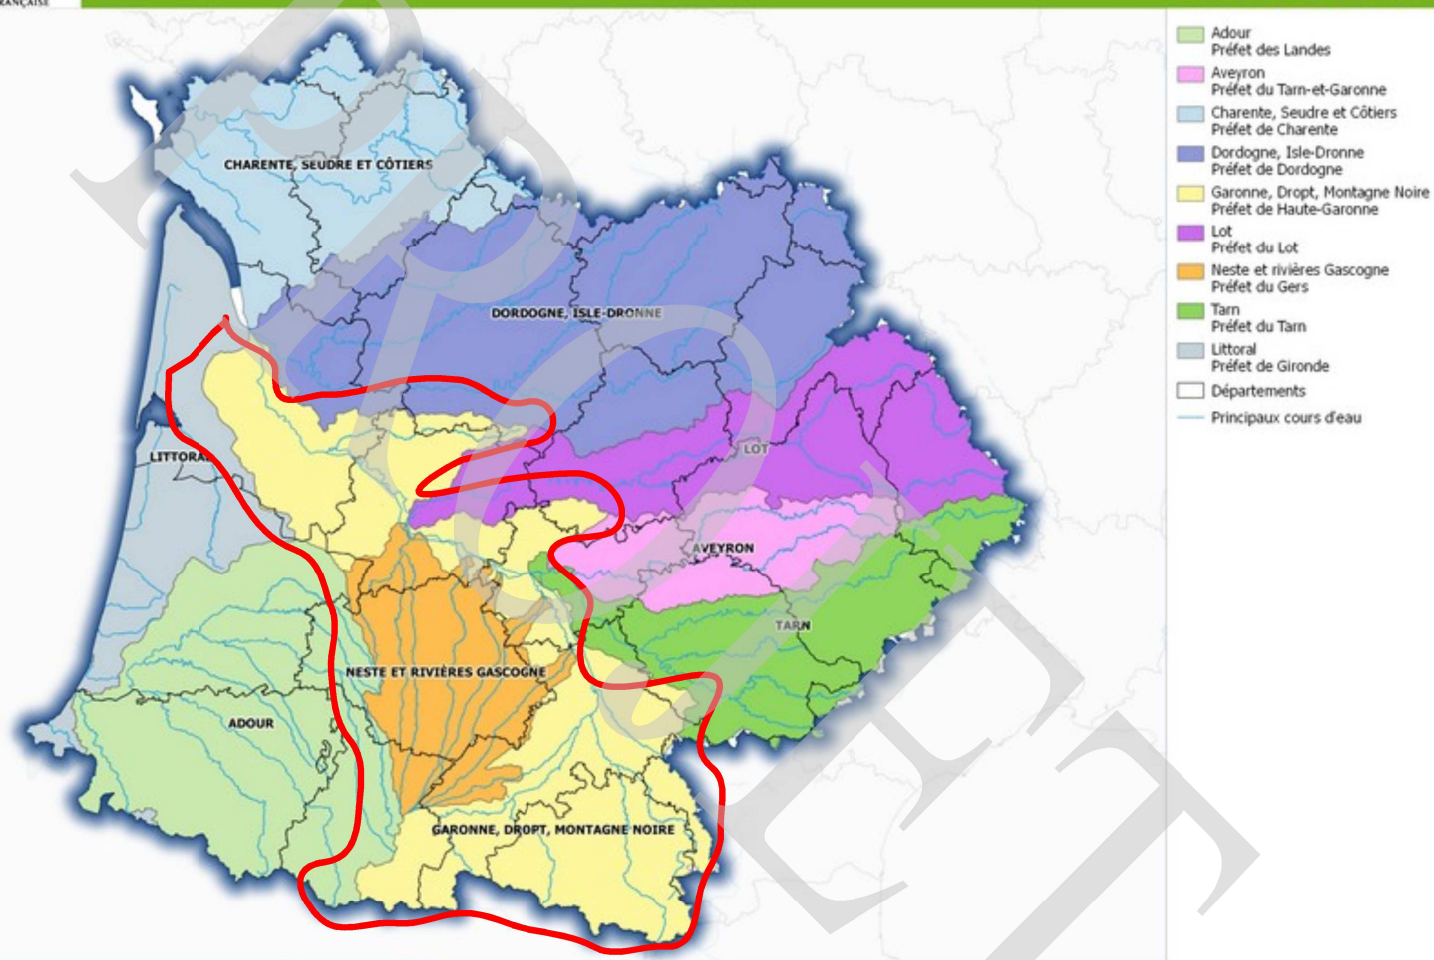 FRANÇAISE
Adour
Préfet des Landes
Aveyron
Préfet du Tarn-et-Garonne
Charente, Seudre et Côtiers
Préfet de Charente
Dordogne, Isle-Dronne
Préfet de Dordogne
Garonne, Dropt, Montagne Noire
Préfet de Haute-Garonne
Lot
Préfet du Lot
Neste et rivières Gascogne
Préfet du Gers
Tarn
Préfet du Tarn
Littoral
Préfet de Gironde
Départements
Principaux cours d'eau
CHARENTE, SEUDRE ET CÔTIERS
DORDOGNE, ISLE-DRONNE
LOT
LITTORAL
AVEYRON
TARN
NESTE ET RIVIÈRES GASCOGNE
ADOUR
GARONNE, DROPT, MONTAGNE NOIRE
PROJET